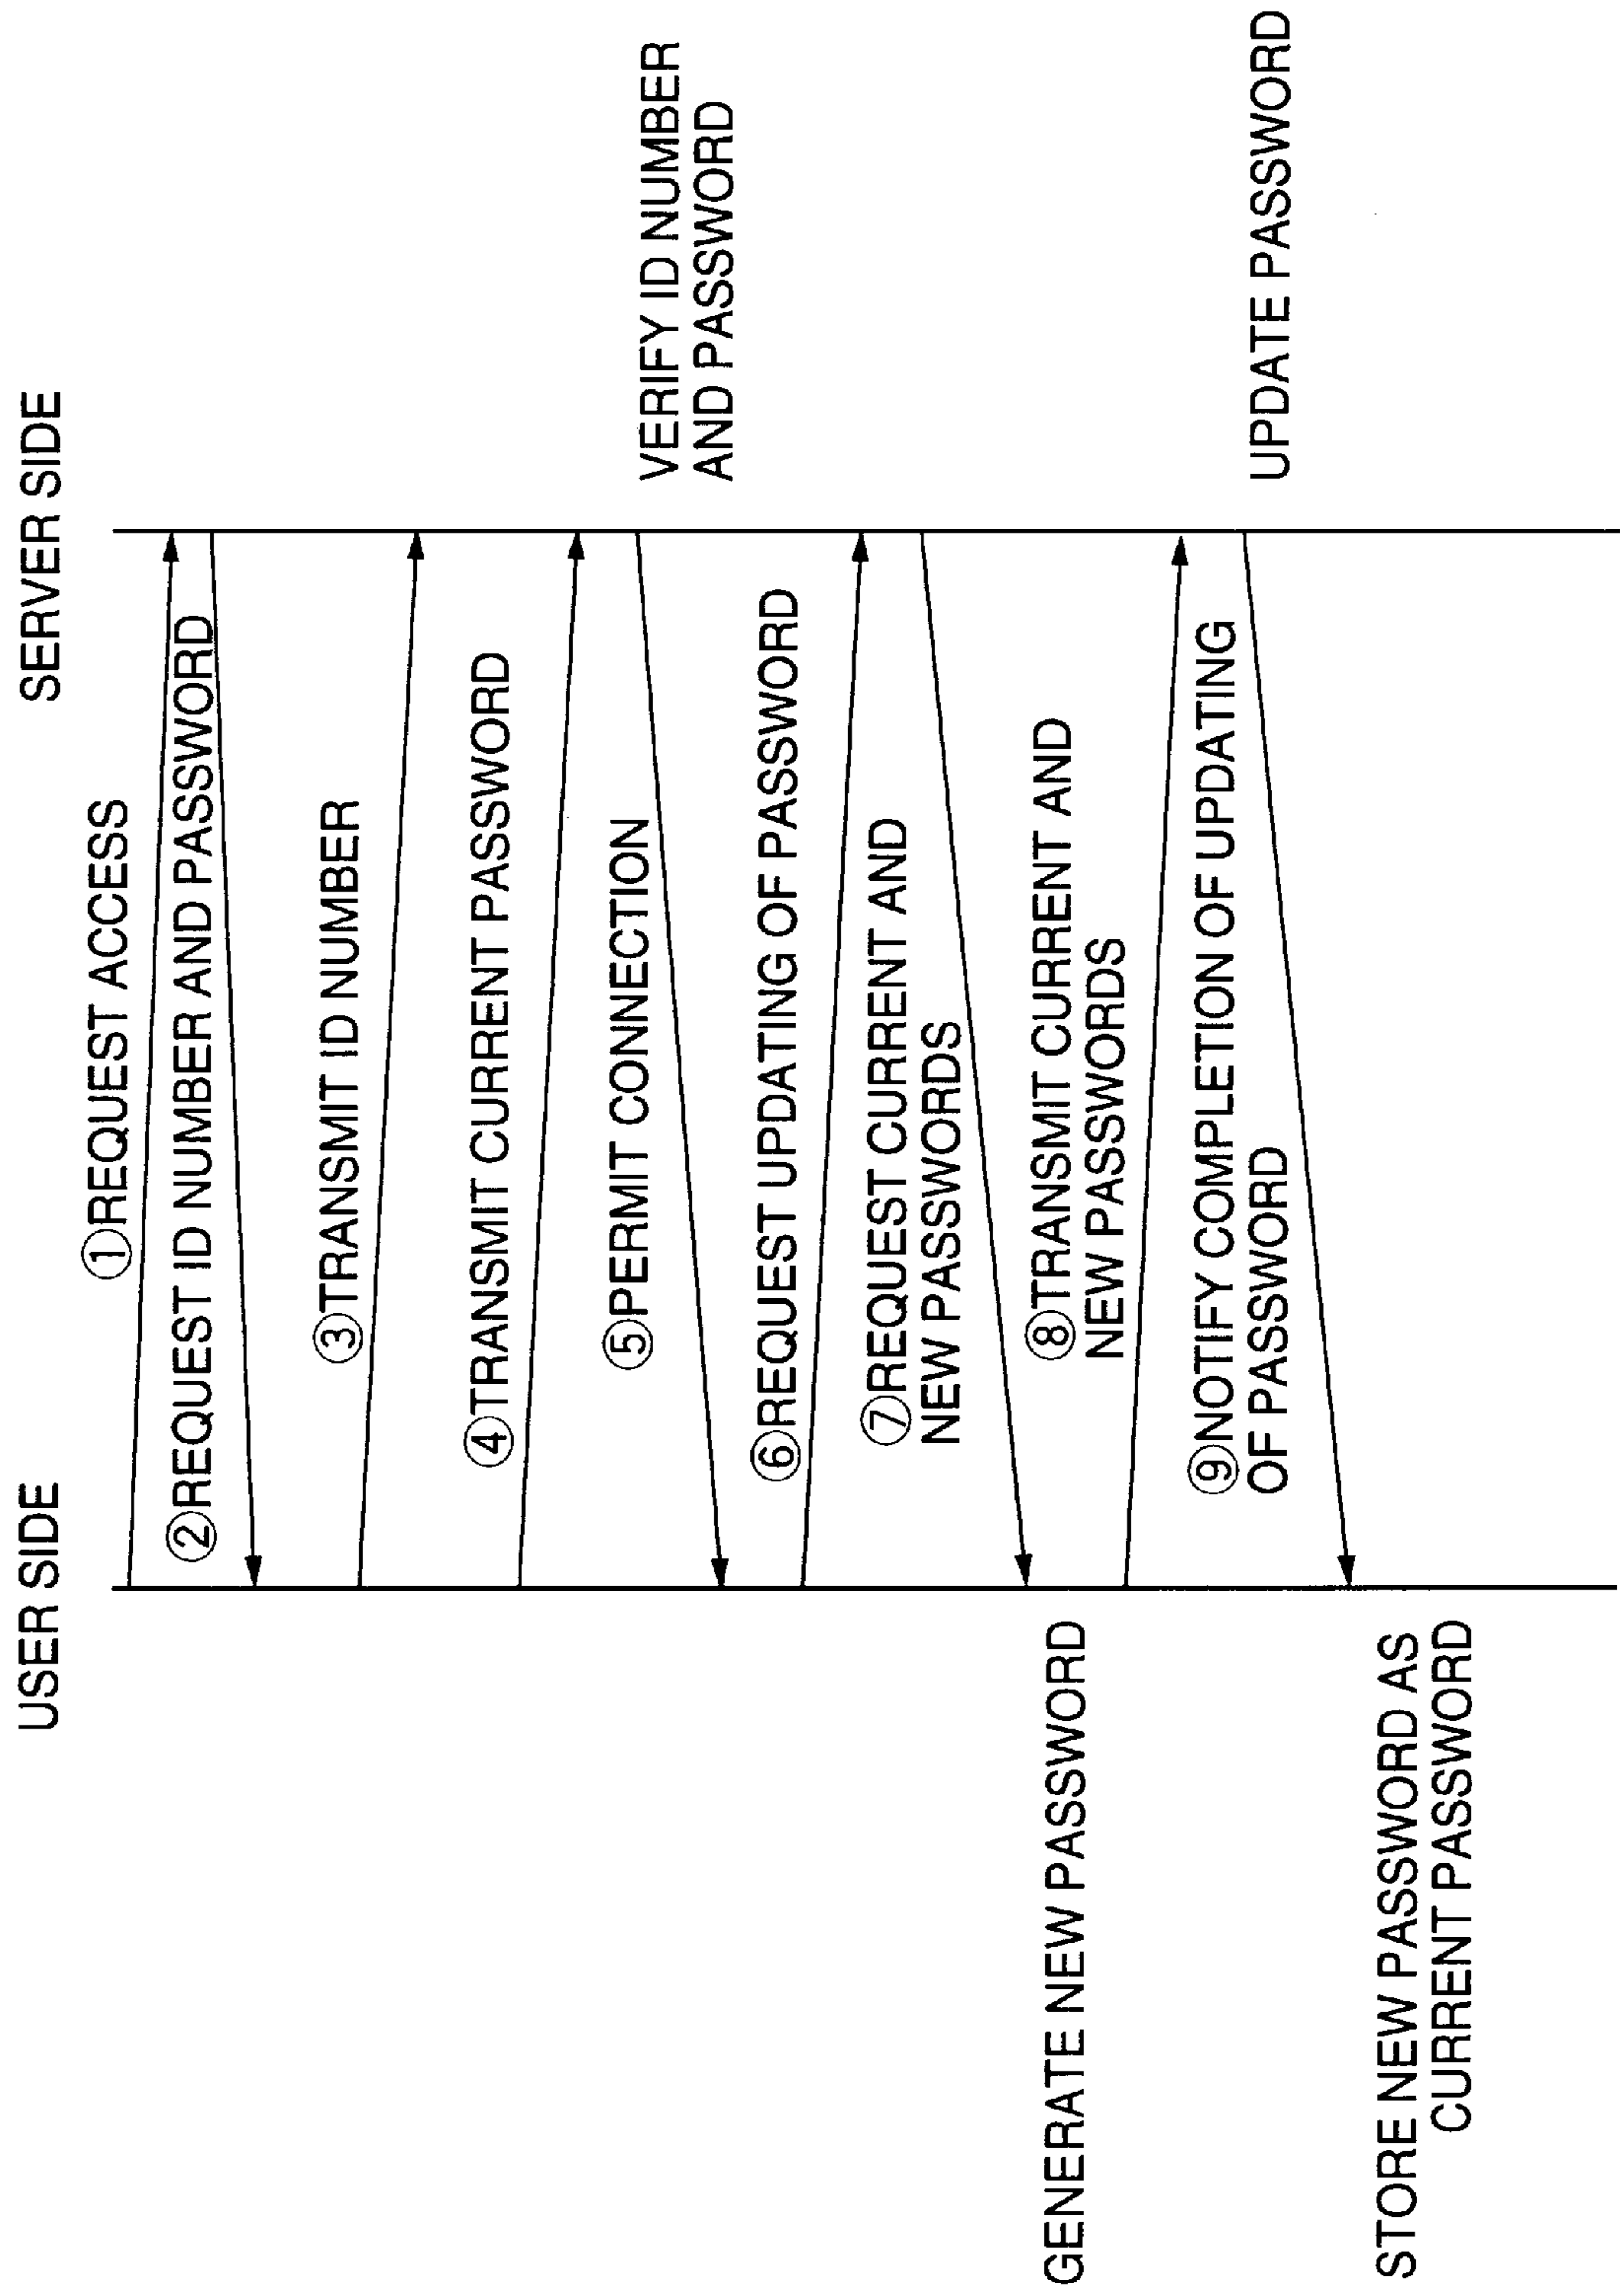 USER SIDE
SERVER SIDE
①REQUEST ACCESS
②REQUEST ID NUMBER AND PASSWORD
③TRANSMIT ID NUMBER
④TRANSMIT CURRENT PASSWORD
VERIFY ID NUMBER
AND PASSWORD
⑤PERMIT CONNECTION
⑥REQUEST UPDATING OF PASSWORD
⑦REQUEST CURRENT AND
NEW PASSWORDS
GENERATE NEW PASSWORD
⑧TRANSMIT CURRENT AND
NEW PASSWORDS
UPDATE PASSWORD
⑨NOTIFY COMPLETION OF UPDATING
OF PASSWORD
STORE NEW PASSWORD AS
CURRENT PASSWORD